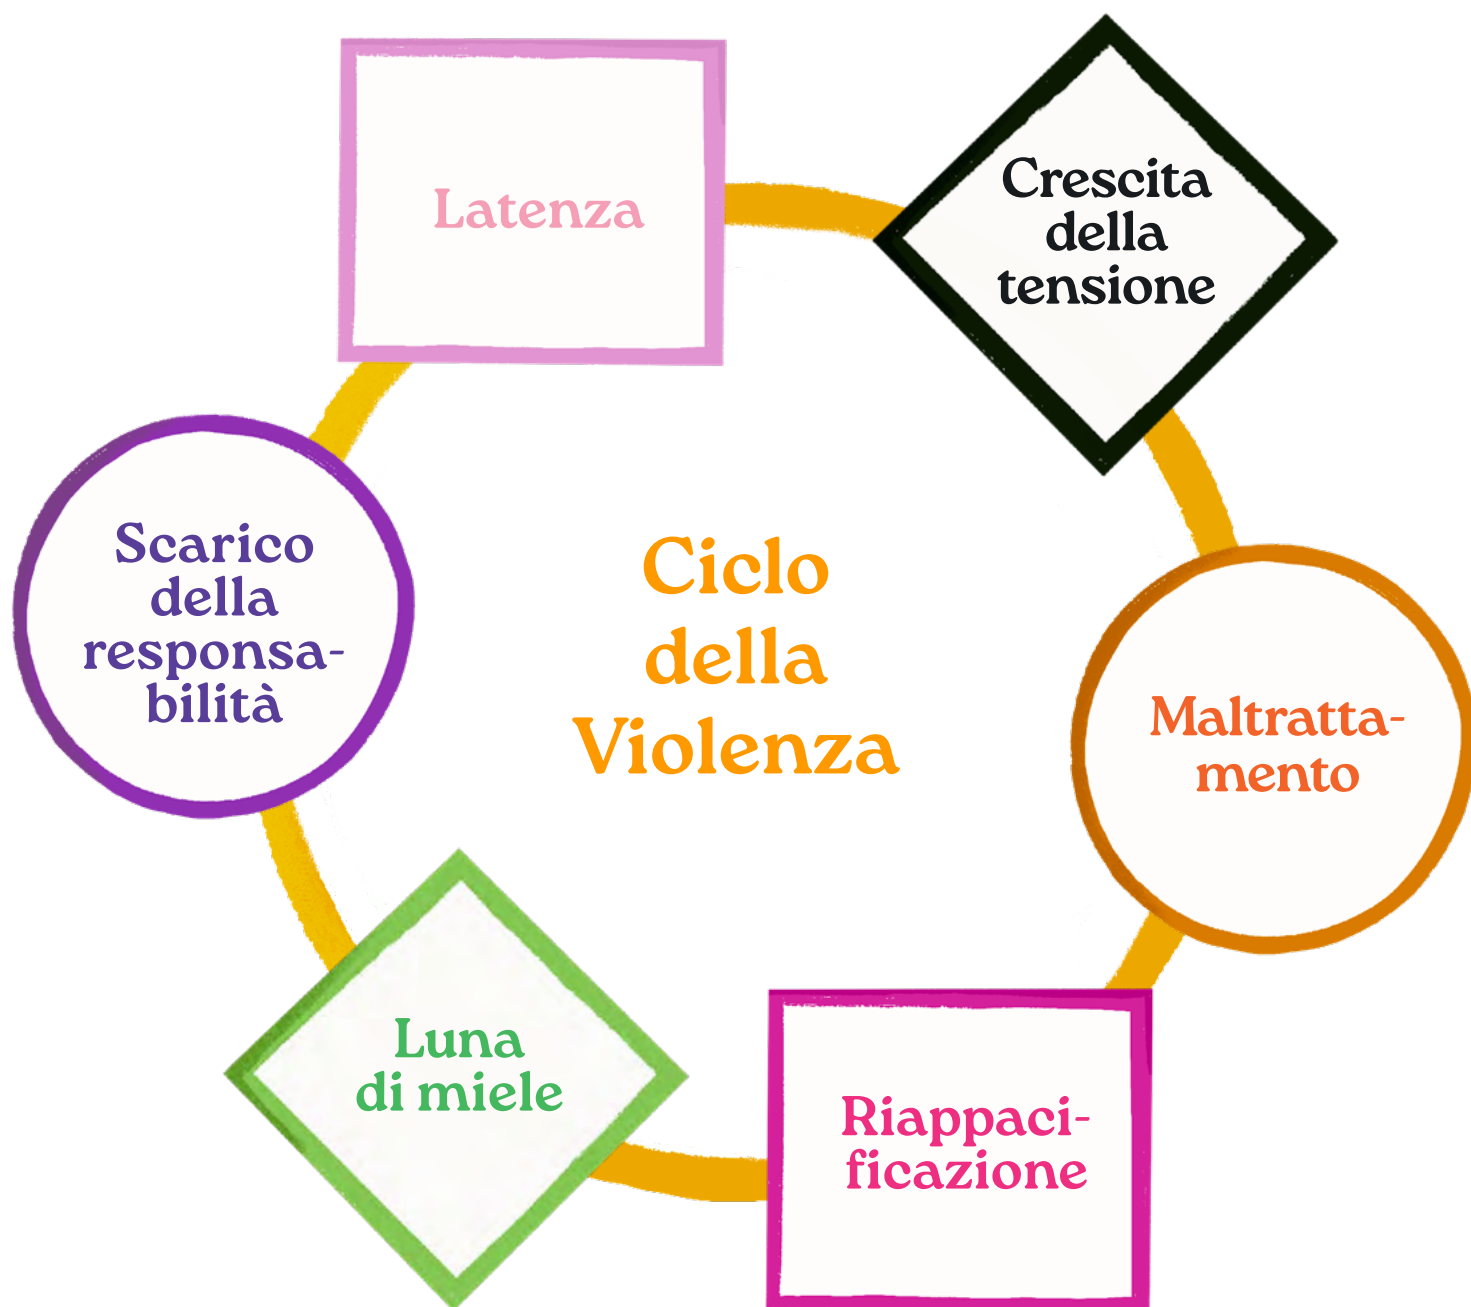 Latenza
Crescita
della
tensione
Scarico
della
responsa-
bilità
Ciclo
della
Violenza
Maltratta-
mento
Luna
di miele
Riappaci-
ficazione